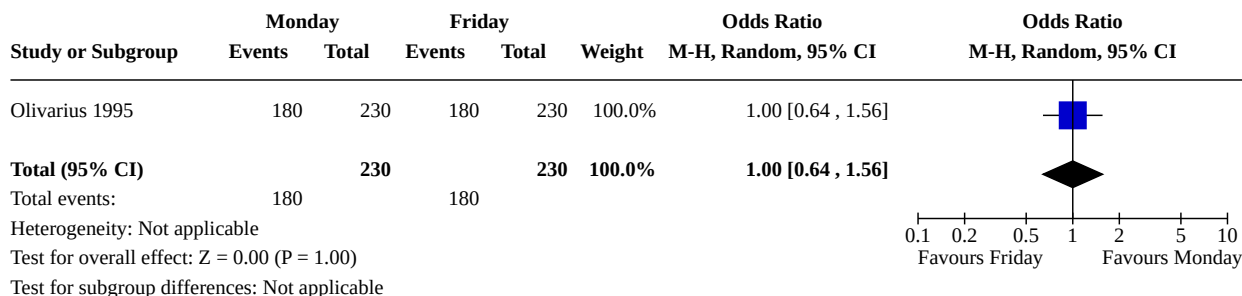 Monday Friday Odds Ratio Odds Ratio
Study or Subgroup Events Total Events Total Weight M-H, Random, 95% CI M-H, Random, 95% CI
Olivarius 1995 180 230 180 230 100.0% 1.00 [0.64 , 1.56]
Total (95% CI) 230 230 100.0% 1.00 [0.64 , 1.56]
Total events: 180 180
Heterogeneity: Not applicable
0.1 0.2 0.5 1 2 5 10
Test for overall effect: Z = 0.00 (P = 1.00) Favours Friday Favours Monday
Test for subgroup differences: Not applicable